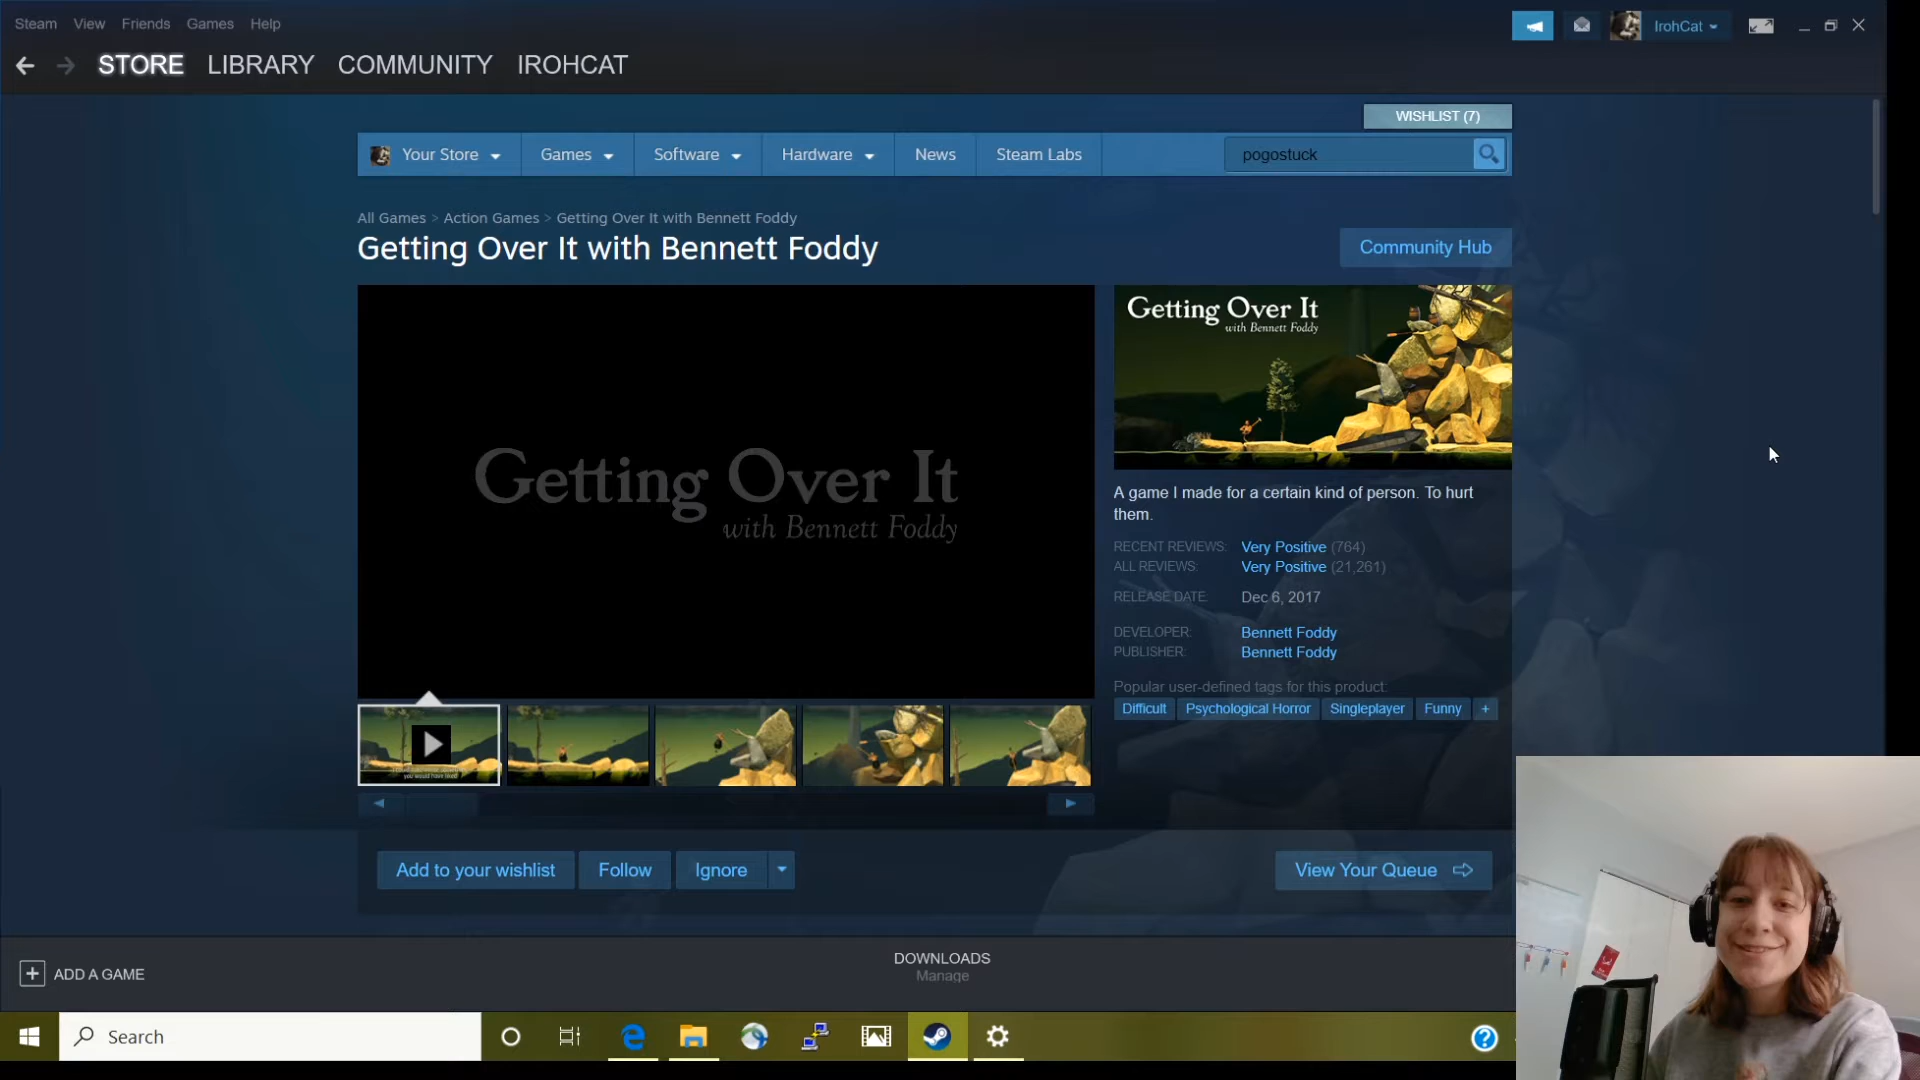 Steam View Friends Games Help
IrohCat
STORE LIBRARY COMMUNITY IROHCAT
WISHLIST (7)
Your Store Games Software Hardware News Steam Labs
pogostuck
All Games > Action Games > Getting Over It with Bennett Foddy
Getting Over It with Bennett Foddy
Community Hub
Getting Over It
with Bennett Foddy
Getting Over It
with Bennett Foddy
A game I made for a certain kind of person. To hurt
them.
RECENT REVIEWS: Very Positive (764)
ALL REVIEWS: Very Positive (21,261)
RELEASE DATE: Dec 6, 2017
DEVELOPER: Bennett Foddy
PUBLISHER: Bennett Foddy
Popular user-defined tags for this product:
Difficult Psychological Horror Singleplayer Funny +
you would have liked
Add to your wishlist Follow Ignore
View Your Queue
ADD A GAME
DOWNLOADS
Manage
Search